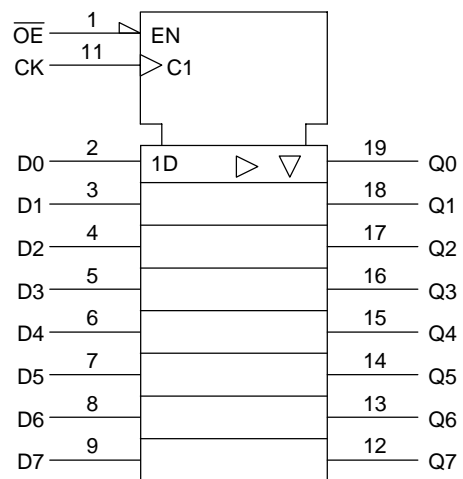 OE 1 EN
CK 11 C1
D0 2 1D 19 Q0
D1 3 18 Q1
D2 4 17 Q2
D3 5 16 Q3
D4 6 15 Q4
D5 7 14 Q5
D6 8 13 Q6
D7 9 12 Q7